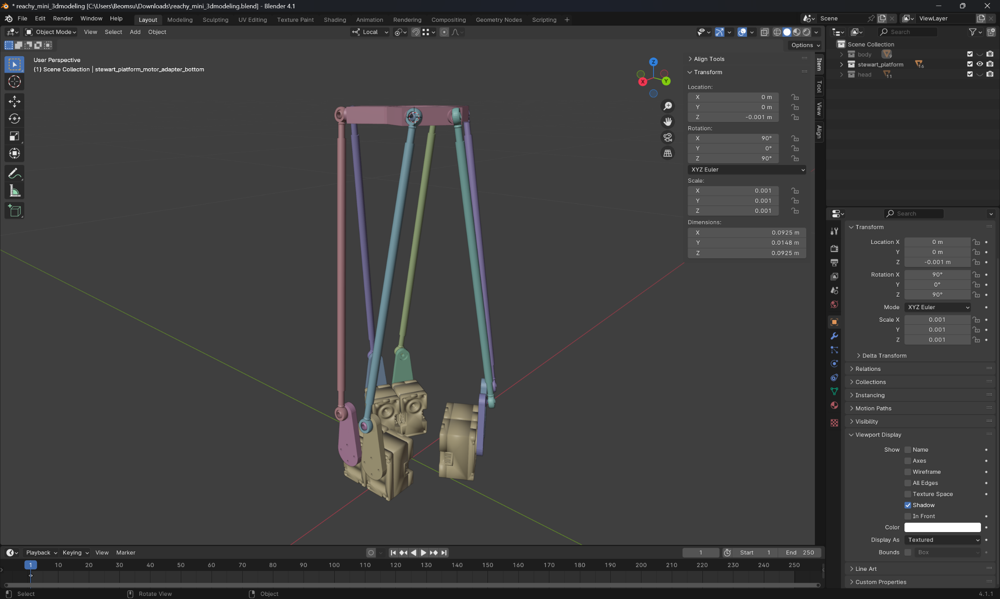 * reachy_mini_3dmodeling [C:\Users\Beomsu\Downloads\reachy_mini_3dmodeling.blend] - Blender 4.1
File Edit Render Window Help Layout Modeling Sculpting UV Editing Texture Paint Shading Animation Rendering Compositing Geometry Nodes Scripting + Scene ViewLayer
Object Mode View Select Add Object Local Search
Options
User Perspective
(1) Scene Collection | stewart_platform_motor_adapter_bottom
Z
X
Y
Align Tools
Transform
Location:
X 0 m
Y 0 m
Z -0.001 m
Rotation:
X 90°
Y 0°
Z 90°
XYZ Euler
Scale:
X 0.001
Y 0.001
Z 0.001
Dimensions:
X 0.0925 m
Y 0.0148 m
Z 0.0925 m
Item
Tool
View
Align
Scene Collection
body 9
stewart_platform 16
head 11
Search
Transform
Location X 0 m
Y 0 m
Z -0.001 m
Rotation X 90°
Y 0°
Z 90°
Mode XYZ Euler
Scale X 0.001
Y 0.001
Z 0.001
Delta Transform
Relations
Collections
Instancing
Motion Paths
Visibility
Viewport Display
Show Name
Axes
Wireframe
All Edges
Texture Space
Shadow
In Front
Color
Display As Textured
Bounds Box
Line Art
Custom Properties
Playback Keying View Marker 1 Start 1 End 250
1 10 20 30 40 50 60 70 80 90 100 110 120 130 140 150 160 170 180 190 200 210 220 230 240 250
Select Rotate View Object 4.1.1